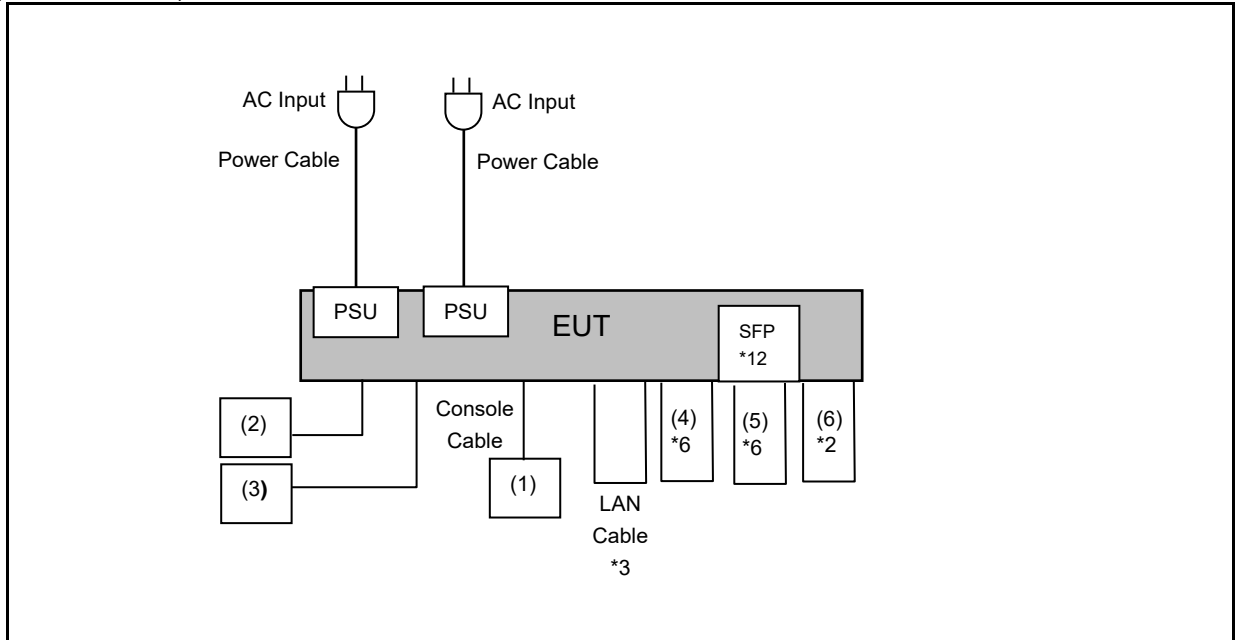 AC Input
AC Input
Power Cable
Power Cable
PSU
PSU
EUT
SFP
*12
(2)
(3)
Console
Cable
(1)
LAN
Cable
*3
(4)
*6
(5)
*6
(6)
*2